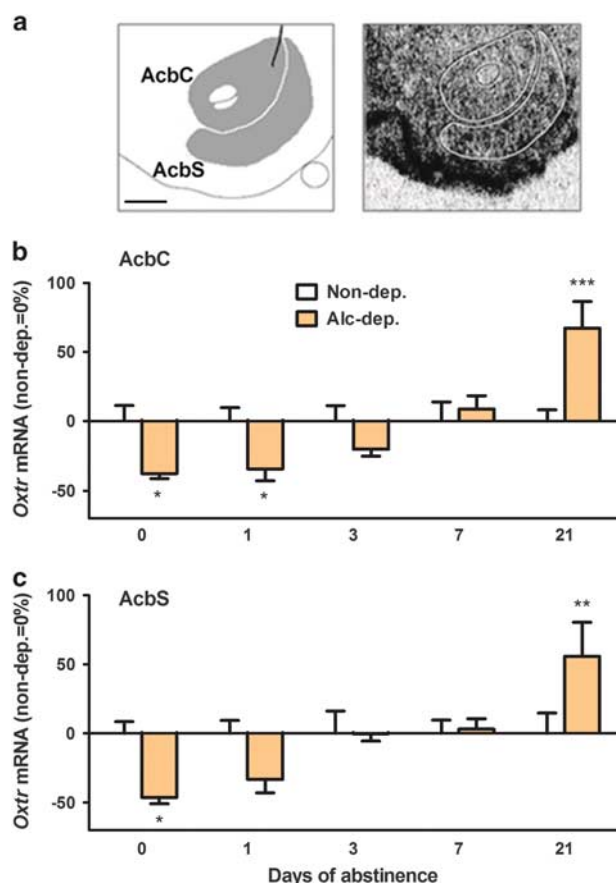 a
AcbC
AcbS
b
AcbC
Oxtr mRNA (non-dep.=0%)
100
50
0
-50
Non-dep.
Alc-dep.
*
*
***
0 1 3 7 21
c
AcbS
Oxtr mRNA (non-dep.=0%)
100
50
0
-50
*
**
0 1 3 7 21
Days of abstinence